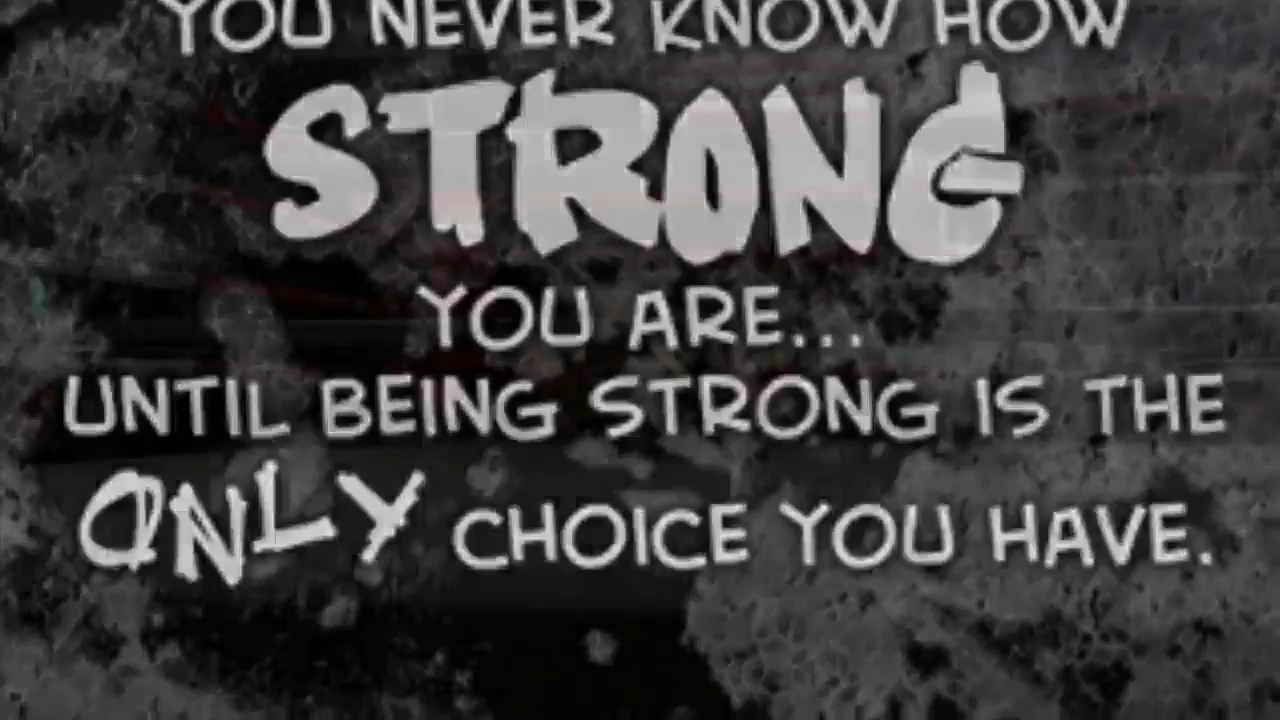 YOU NEVER KNOW HOW
STRONG
YOU ARE...
UNTIL BEING STRONG IS THE
ONLY CHOICE YOU HAVE.